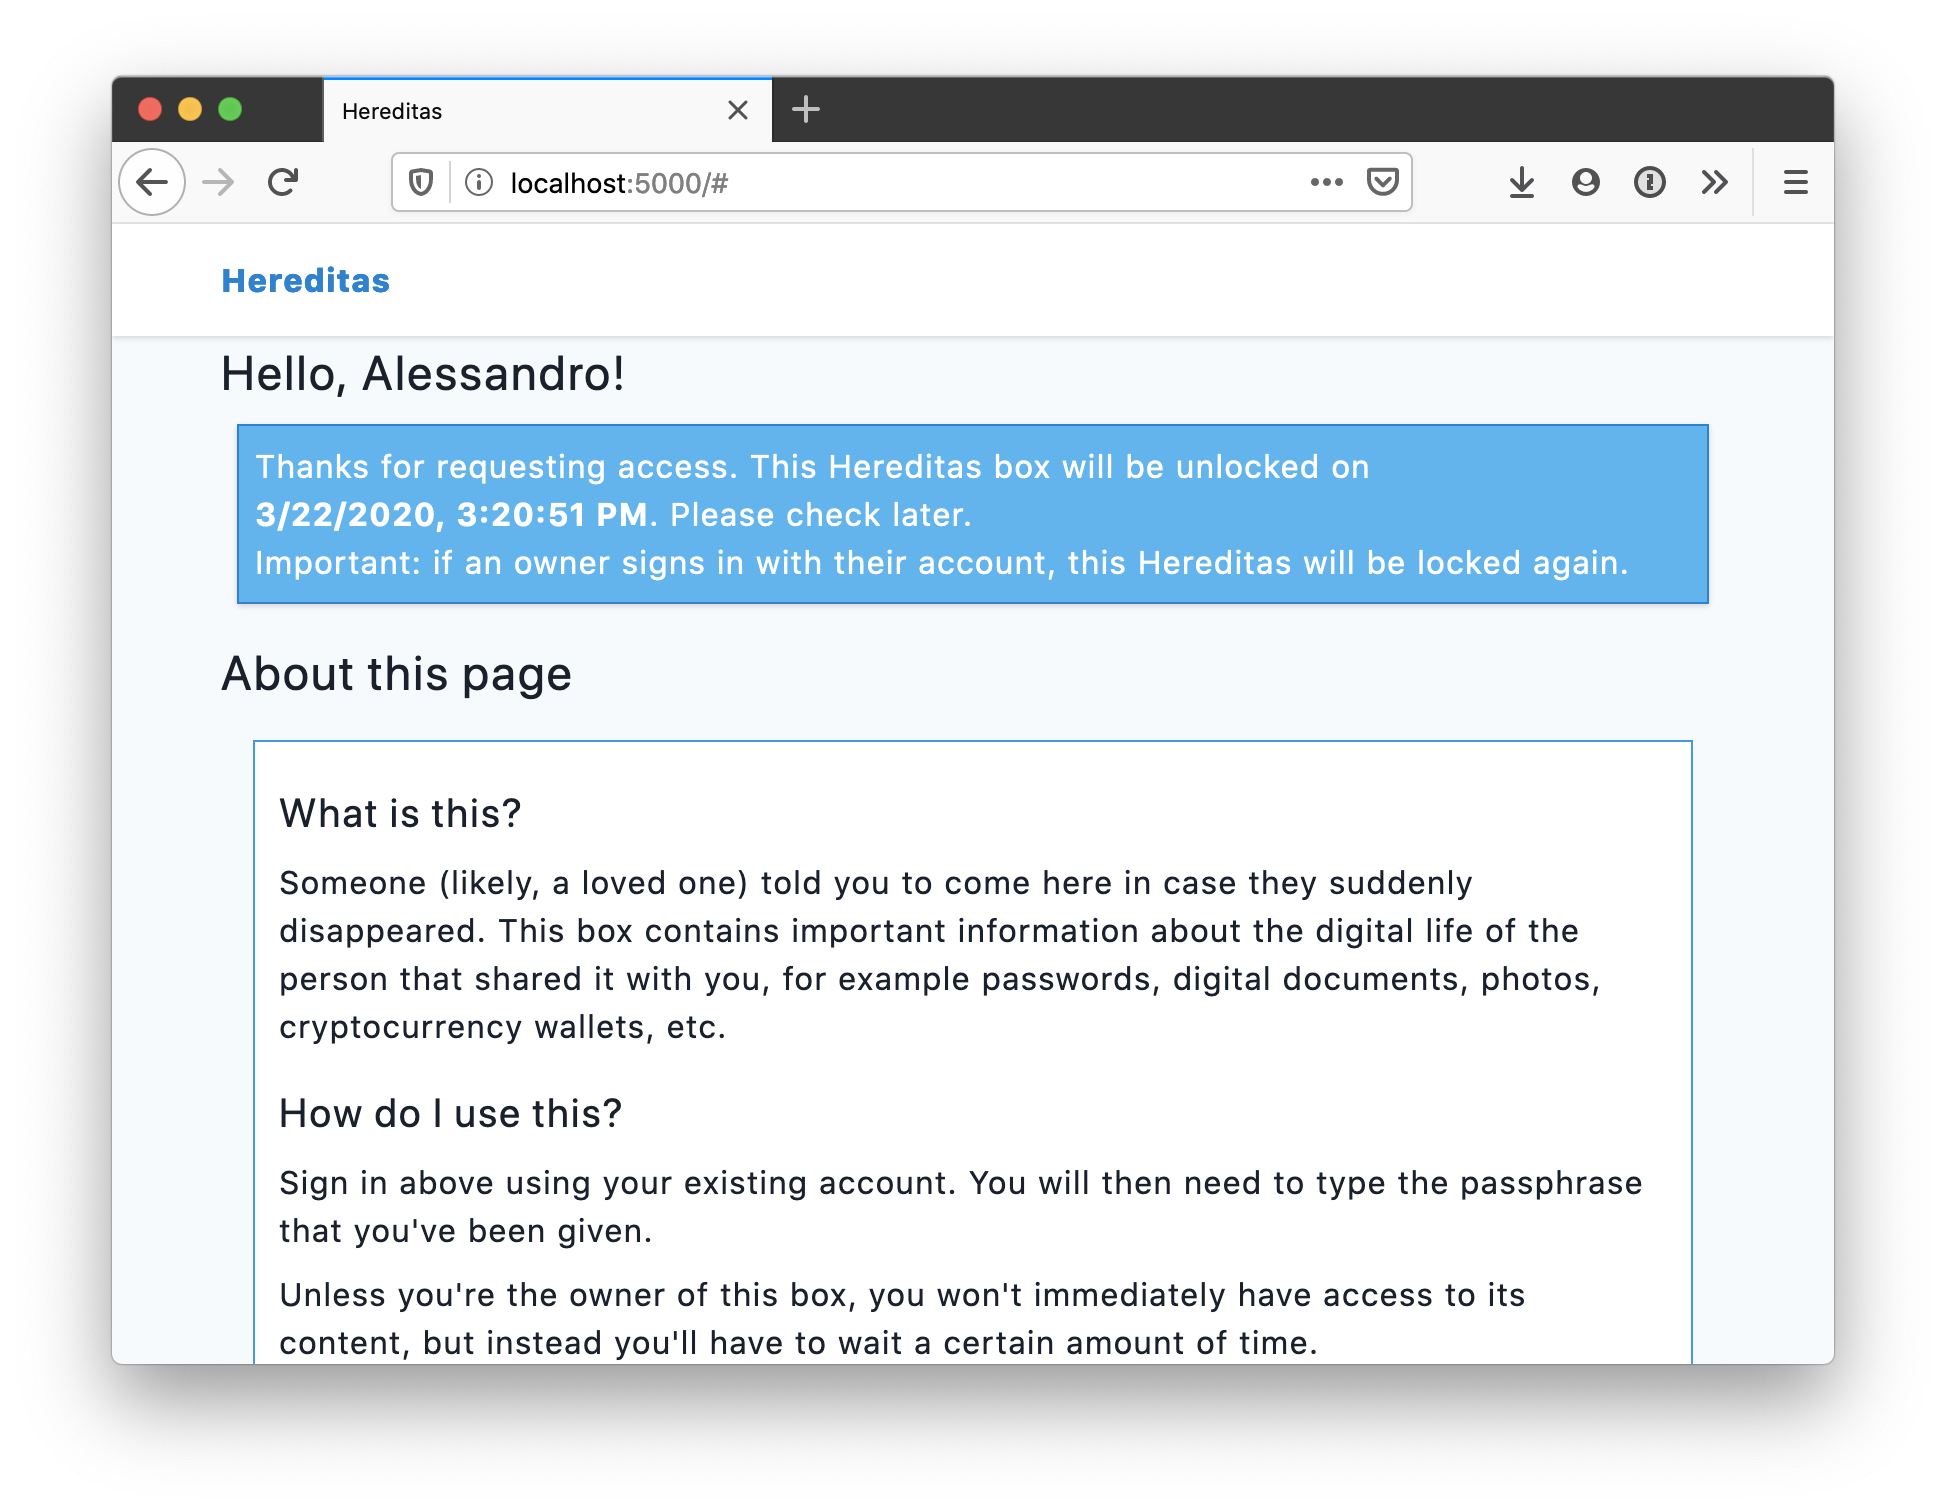 Hereditas
localhost:5000/#
Hereditas
Hello, Alessandro!
Thanks for requesting access. This Hereditas box will be unlocked on
3/22/2020, 3:20:51 PM. Please check later.
Important: if an owner signs in with their account, this Hereditas will be locked again.
About this page
What is this?
Someone (likely, a loved one) told you to come here in case they suddenly
disappeared. This box contains important information about the digital life of the
person that shared it with you, for example passwords, digital documents, photos,
cryptocurrency wallets, etc.
How do I use this?
Sign in above using your existing account. You will then need to type the passphrase
that you've been given.
Unless you're the owner of this box, you won't immediately have access to its
content, but instead you'll have to wait a certain amount of time.